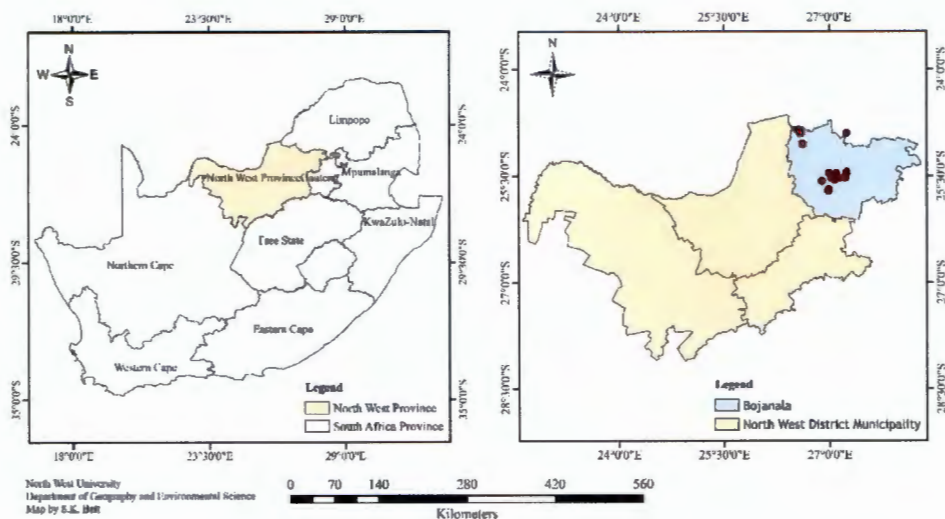 18°0'0"E 23°30'0"E 29°0'0"E
N
W E
S
24°0'0"S
29°30'0"S
35°0'0"S
Limpopo
North West Province
Mpumalanga
KwaZulu-Natal
Free State
Northern Cape
Eastern Cape
Western Cape
Legend
North West Province
South Africa Province
24°0'0"S
29°30'0"S
35°0'0"S
18°0'0"E 23°30'0"E 29°0'0"E
24°0'0"E 25°30'0"E 27°0'0"E
N
24°0'0"S
25°30'0"S
27°0'0"S
28°30'0"S
Legend
Bojanala
North West District Municipality
24°0'0"S
25°30'0"S
27°0'0"S
28°30'0"S
24°0'0"E 25°30'0"E 27°0'0"E
North West University
Department of Geography and Environmental Science
Map by S.K. Bett
0 70 140 280 420 560
Kilometers